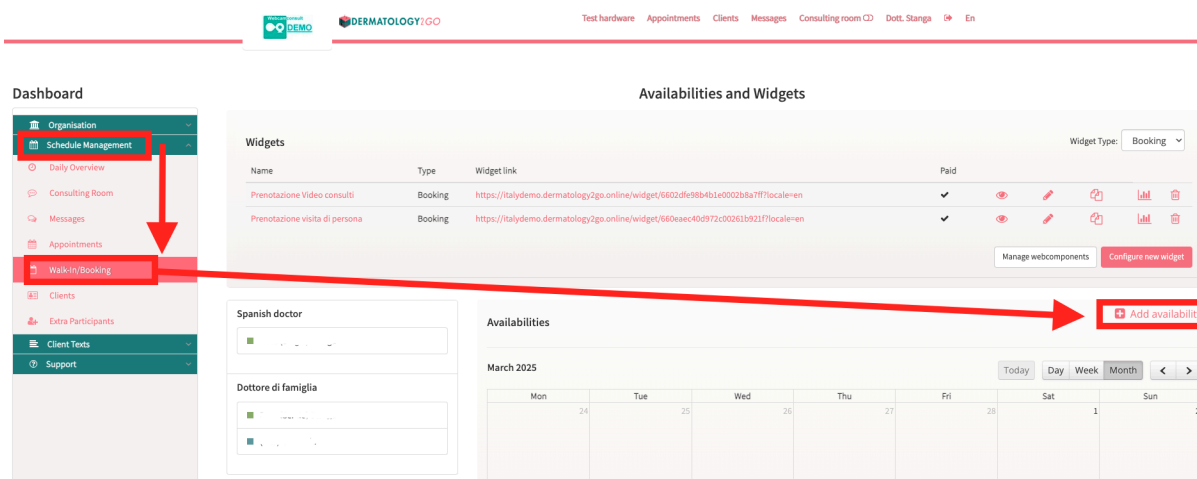 Webcamconsult
DEMO
DERMATOLOGY2GO
Test hardware Appointments Clients Messages Consulting room Dott. Stanga En
Dashboard
Availabilities and Widgets
Organisation
Schedule Management
Daily Overview
Consulting Room
Messages
Appointments
Walk-In/Booking
Clients
Extra Participants
Client Texts
Support
Widgets
Widget Type: Booking
Name Type Widget link Paid
Prenotazione Video consulti Booking https://italydemo.dermatology2go.online/widget/6602dfe98b4b1e0002b8a7ff?locale=en
Prenotazione visita di persona Booking https://italydemo.dermatology2go.online/widget/660eaec40d972c00261b921f?locale=en
Manage webcomponents Configure new widget
Spanish doctor
Dottore di famiglia
Availabilities
Add availability
March 2025
Today Day Week Month
Mon Tue Wed Thu Fri Sat Sun
24 25 26 27 28 1 2